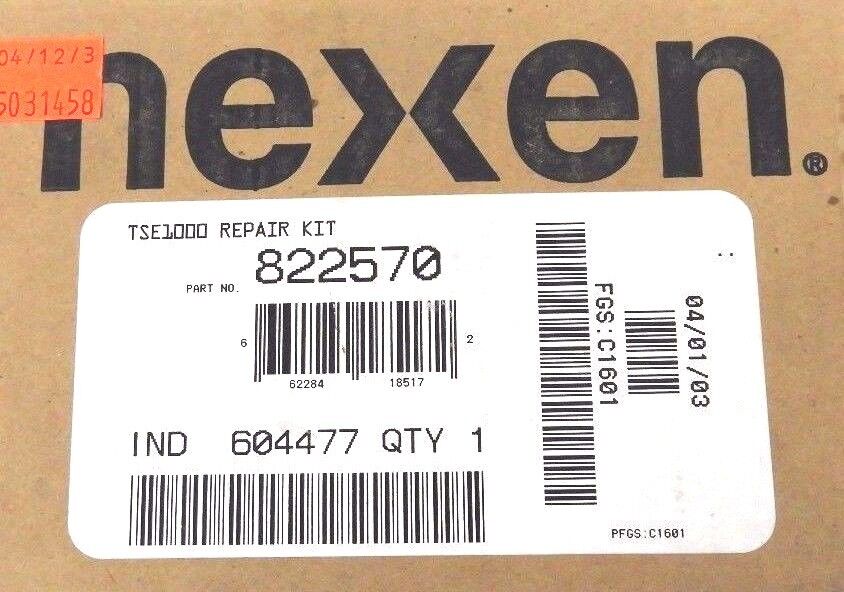 04/12/3
5031458
nexen®
TSE1000 REPAIR KIT
PART NO. 822570
6 62284 18517 2
IND 604477 QTY 1
FGS:C1601
04/01/03
PFGS:C1601